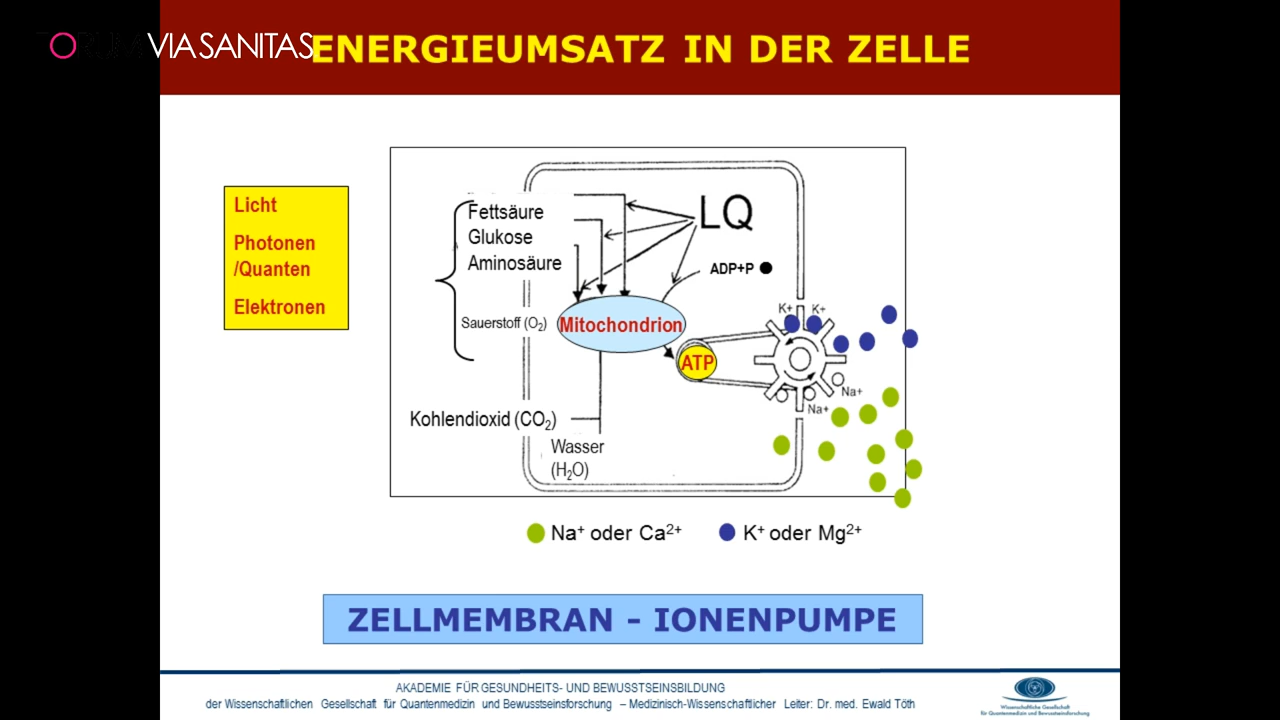 VIA SANITAS
ENERGIEUMSATZ IN DER ZELLE
Licht
Photonen
/Quanten
Elektronen
Fettsäure
Glukose
Aminosäure
LQ
ADP+P
Sauerstoff (O₂)
Mitochondrion
ATP
K+ K+
Na+
Na+
Kohlendioxid (CO₂)
Wasser
(H₂O)
Na⁺ oder Ca²⁺ K⁺ oder Mg²⁺
ZELLMEMBRAN - IONENPUMPE
AKADEMIE FÜR GESUNDHEITS- UND BEWUSSTSEINSBILDUNG
der Wissenschaftlichen Gesellschaft für Quantenmedizin und Bewusstseinsforschung – Medizinisch-Wissenschaftlicher Leiter: Dr. med. Ewald Töth
Wissenschaftliche Gesellschaft
für Quantenmedizin und Bewusstseinsforschung